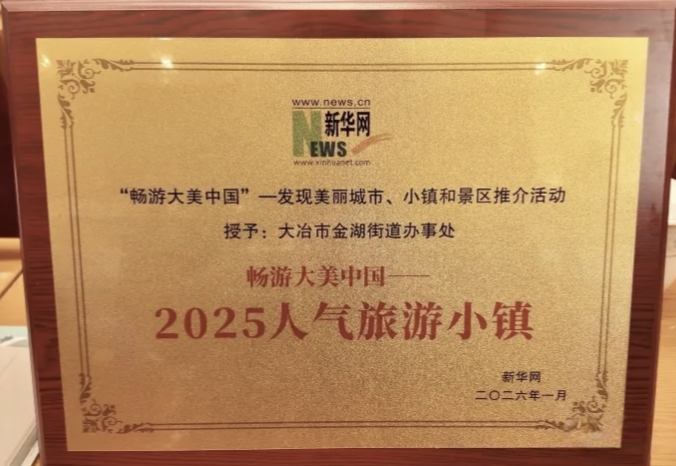 www.news.cn
新华网
NEWS
www.xinhuanet.com
“畅游大美中国”—发现美丽城市、小镇和景区推介活动
授予：大冶市金湖街道办事处
畅游大美中国——
2025人气旅游小镇
新华网
二〇二六年一月